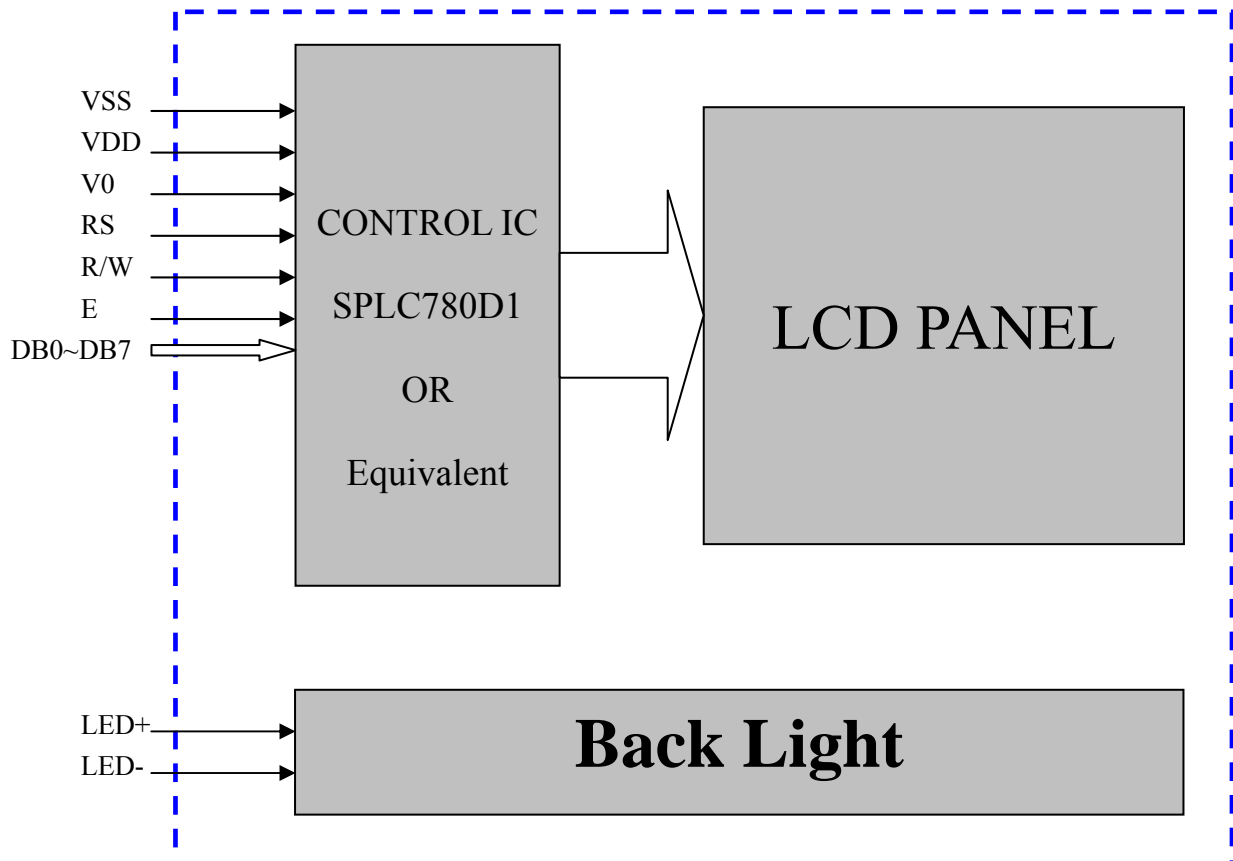 VSS
VDD
V0
RS
R/W
E
DB0~DB7
CONTROL IC
SPLC780D1
OR
Equivalent
LCD PANEL
LED+
LED-
Back Light